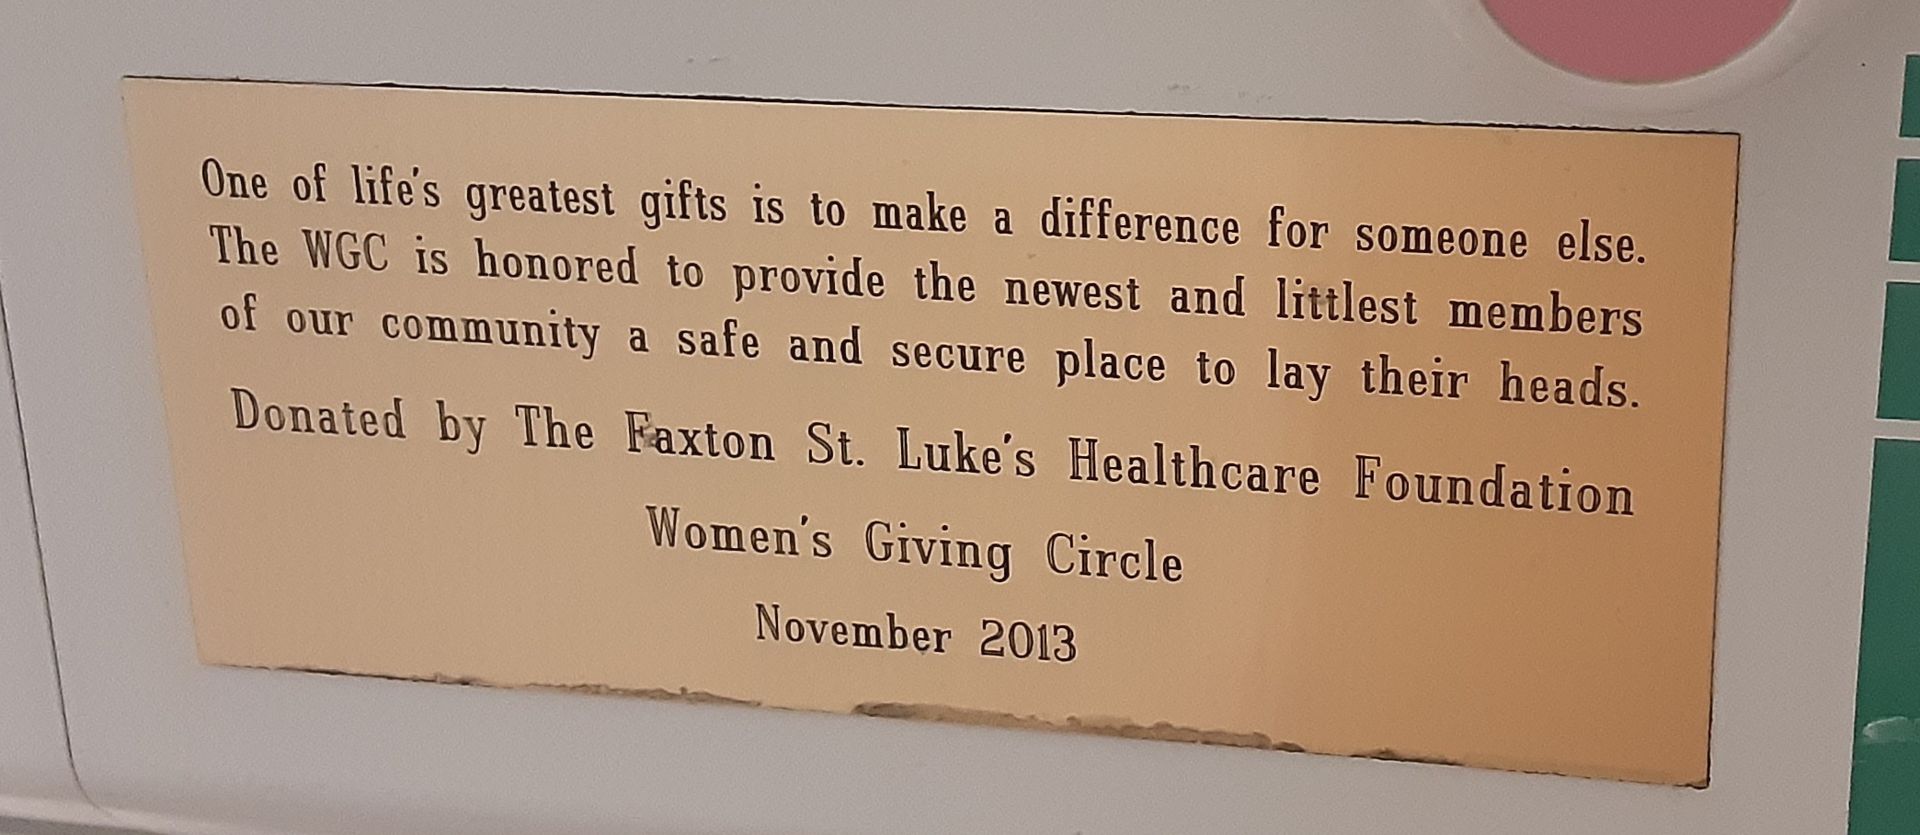 One of life's greatest gifts is to make a difference for someone else.
The WGC is honored to provide the newest and littlest members
of our community a safe and secure place to lay their heads.
Donated by The Faxton St. Luke's Healthcare Foundation
Women's Giving Circle
November 2013